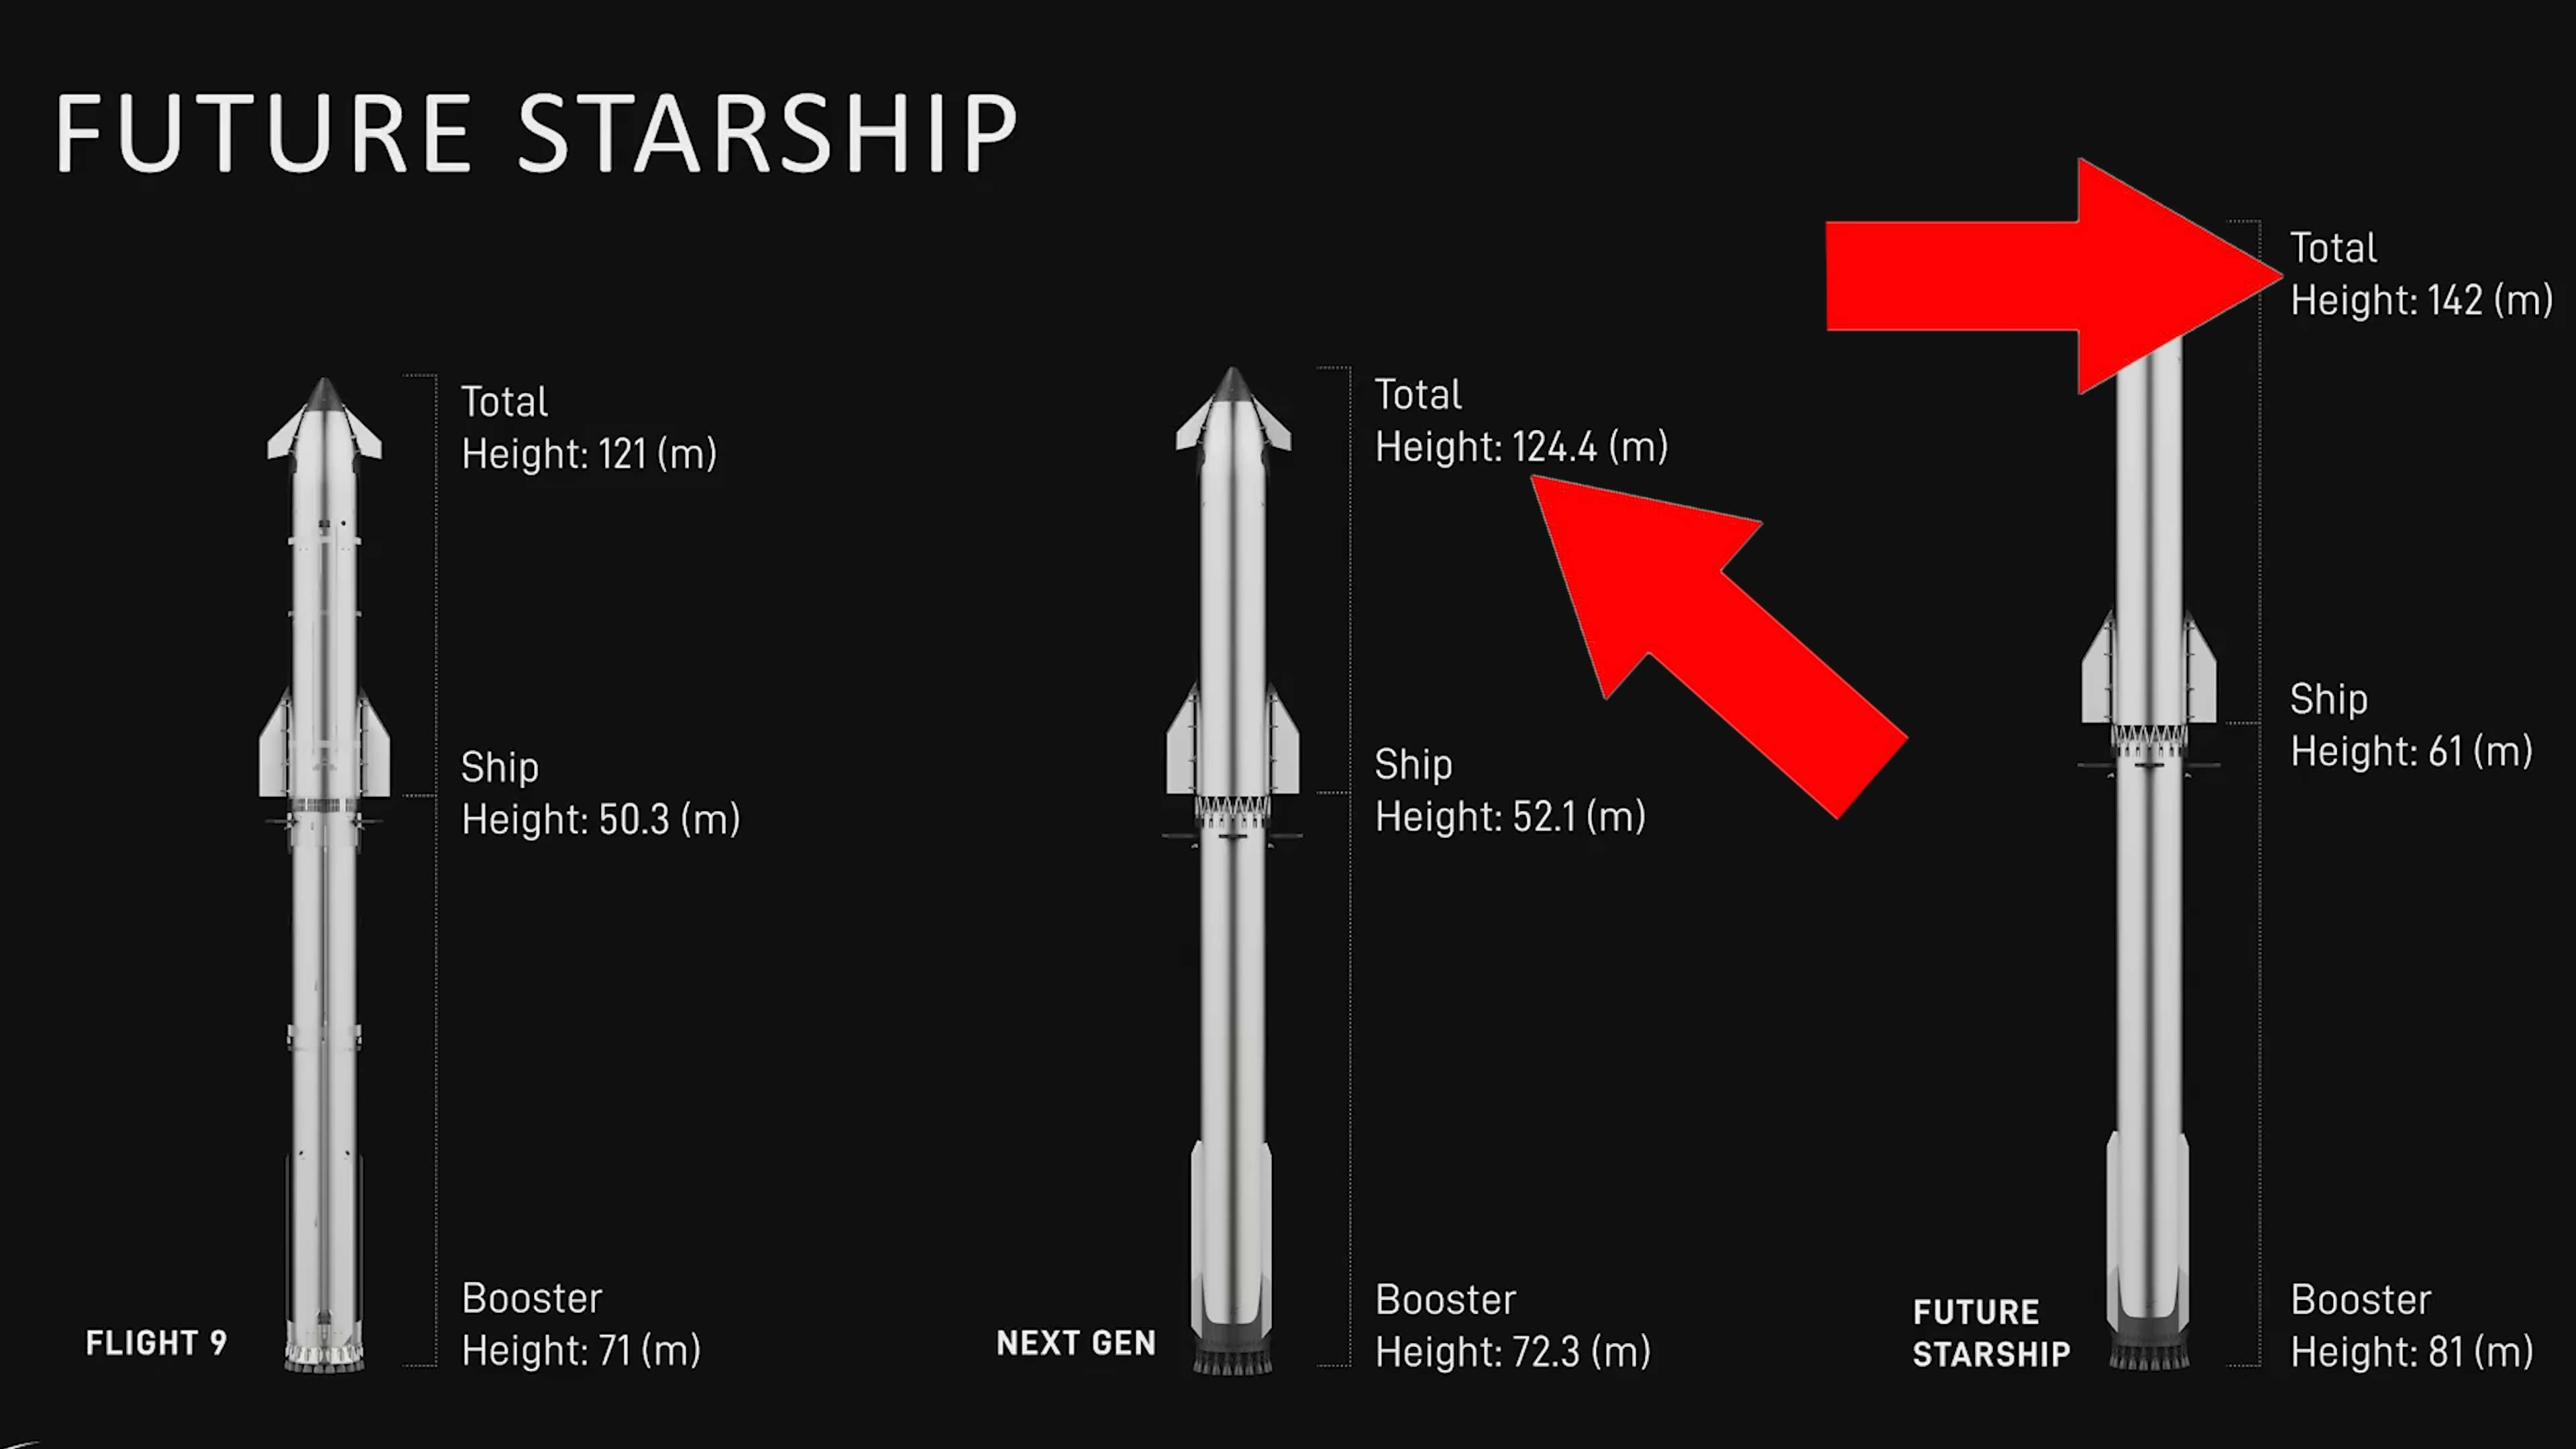 FUTURE STARSHIP
Total
Height: 121 (m)
Ship
Height: 50.3 (m)
Booster
Height: 71 (m)
FLIGHT 9
Total
Height: 124.4 (m)
Ship
Height: 52.1 (m)
Booster
Height: 72.3 (m)
NEXT GEN
Total
Height: 142 (m)
Ship
Height: 61 (m)
Booster
Height: 81 (m)
FUTURE
STARSHIP